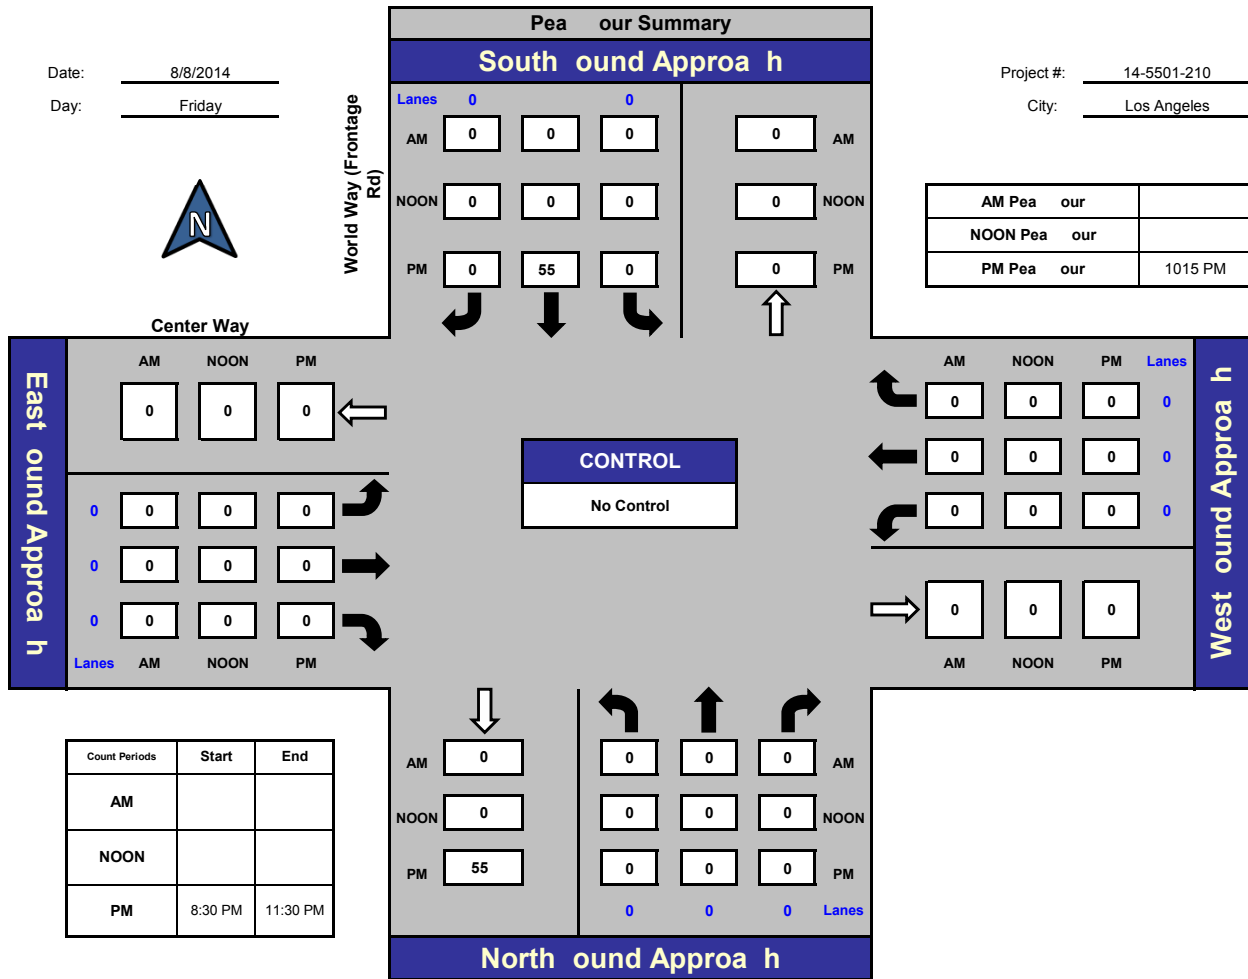 Pea our Summary
South ound Approa h
Date: 8/8/2014
Day: Friday
Project #: 14-5501-210
City: Los Angeles
World Way (Frontage
Rd)
N
Lanes 0 0
AM 0 0 0 0 AM
NOON 0 0 0 0 NOON
PM 0 55 0 0 PM
AM Pea our
NOON Pea our
PM Pea our 1015 PM
Center Way
East ound Approa h
AM NOON PM
0 0 0
0 0 0 0
0 0 0 0
0 0 0 0
Lanes AM NOON PM
CONTROL
No Control
AM NOON PM Lanes
0 0 0 0
0 0 0 0
0 0 0 0
0 0 0
AM NOON PM
West ound Approa h
Count Periods Start End
AM
NOON
PM 8:30 PM 11:30 PM
AM 0 0 0 0 AM
NOON 0 0 0 0 NOON
PM 55 0 0 0 PM
0 0 0 Lanes
North ound Approa h